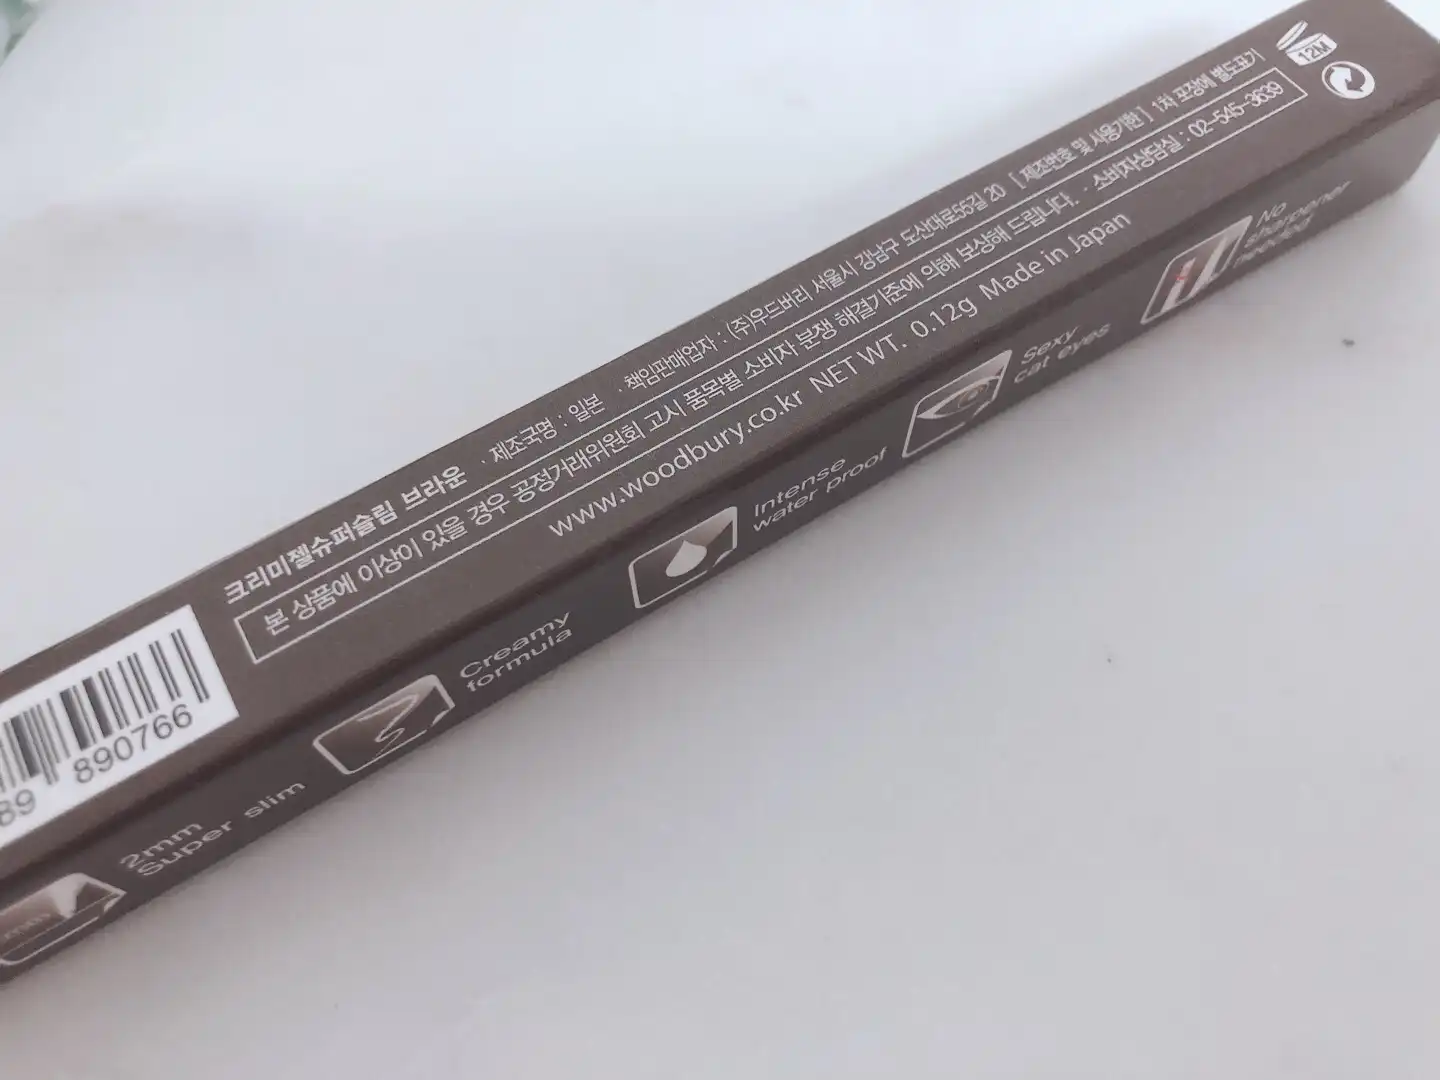 크리미젤슈퍼슬림 브라운 · 제조국명 : 일본 · 책임판매업자 : (주)우드버리 서울시 강남구 도산대로55길 20 [ 제조번호 및 사용기한 ] 1차 포장에 별도표기
본 상품에 이상이 있을 경우 공정거래위원회 고시 품목별 소비자 분쟁 해결기준에 의해 보상해 드립니다. · 소비자상담실 : 02-545-3639
www.woodbury.co.kr NET WT. 0.12g Made in Japan
12M
89 890766
2mm
Super slim
Creamy
formula
Intense
water proof
Sexy
cat eyes
No
sharpener
needed